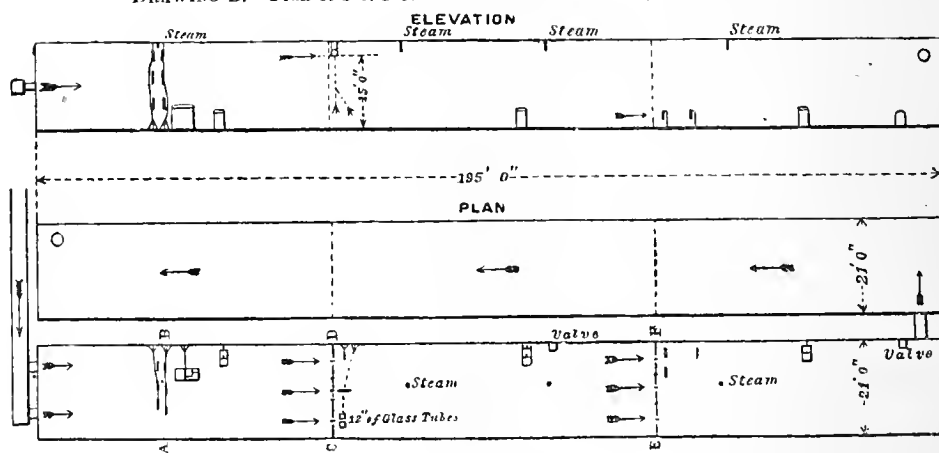 DRAWING B.
ELEVATION
Steam
Steam
Steam
Steam
15'0"
195' 0"
PLAN
21'0"
B
D
Valve
Valve
Steam
Steam
21'0"
12" of Glass Tubes
A
C
E